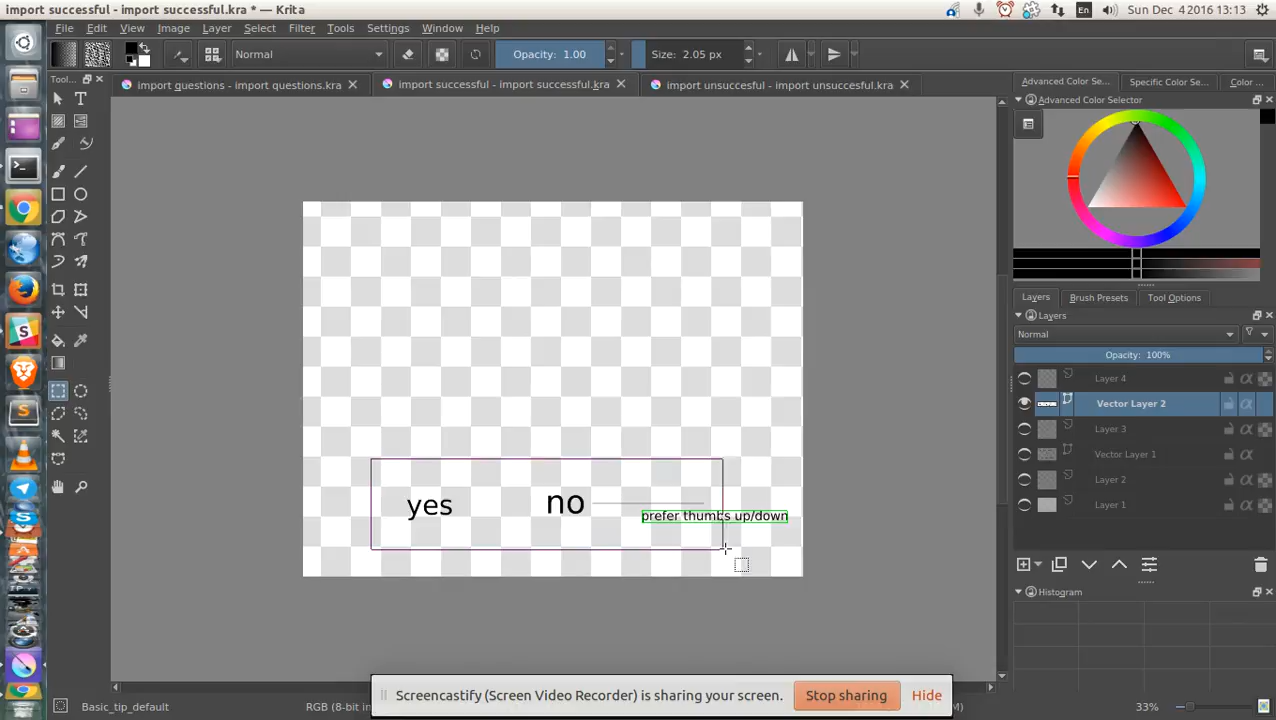 import successful - import successful.kra * - Krita
En
Sun Dec 4 2016 13:13
File Edit View Image Layer Select Filter Tools Settings Window Help
Normal
Opacity: 1.00
Size: 2.05 px
Tool...
import questions - import questions.kra
import successful - import successful.kra
import unsuccesful - import unsuccesful.kra
Advanced Color Se...
Specific Color Se...
Color ...
Advanced Color Selector
Layers
Brush Presets
Tool Options
Layers
Normal
Opacity: 100%
Layer 4
Vector Layer 2
Layer 3
Vector Layer 1
Layer 2
Layer 1
yes
no
prefer thumbs up/down
Histogram
Screencastify (Screen Video Recorder) is sharing your screen.
Stop sharing
Hide
Basic_tip_default
RGB (8-bit in
M)
33%